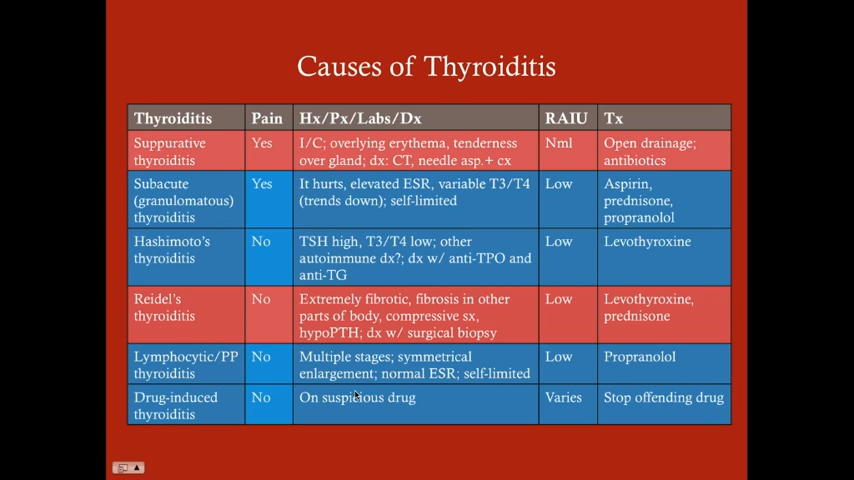 Causes of Thyroiditis
Thyroiditis Pain Hx/Px/Labs/Dx RAIU Tx
Suppurative Yes I/C; overlying erythema, tenderness Nml Open drainage;
thyroiditis over gland; dx: CT, needle asp.+ cx antibiotics
Subacute Yes It hurts, elevated ESR, variable T3/T4 Low Aspirin,
(granulomatous) (trends down); self-limited prednisone,
thyroiditis propranolol
Hashimoto's No TSH high, T3/T4 low; other Low Levothyroxine
thyroiditis autoimmune dx?; dx w/ anti-TPO and
anti-TG
Reidel's No Extremely fibrotic, fibrosis in other Low Levothyroxine,
thyroiditis parts of body, compressive sx, prednisone
hypoPTH; dx w/ surgical biopsy
Lymphocytic/PP No Multiple stages; symmetrical Low Propranolol
thyroiditis enlargement; normal ESR; self-limited
Drug-induced No On suspicious drug Varies Stop offending drug
thyroiditis